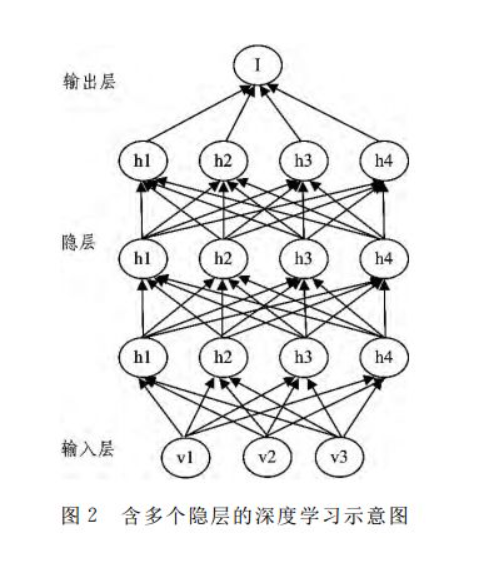 I
输出层
h1 h2 h3 h4
隐层
h1 h2 h3 h4
h1 h2 h3 h4
输入层
v1 v2 v3
图 2 含多个隐层的深度学习示意图